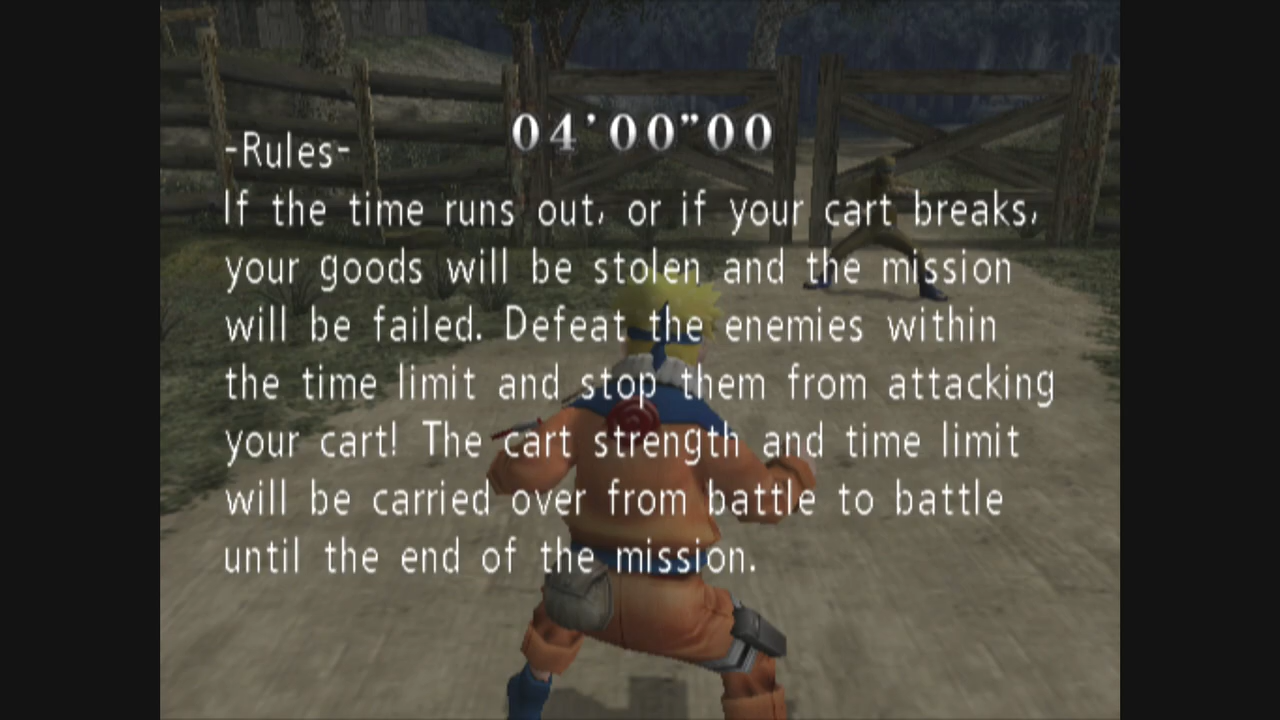 04'00"00
-Rules-
If the time runs out, or if your cart breaks,
your goods will be stolen and the mission
will be failed. Defeat the enemies within
the time limit and stop them from attacking
your cart! The cart strength and time limit
will be carried over from battle to battle
until the end of the mission.